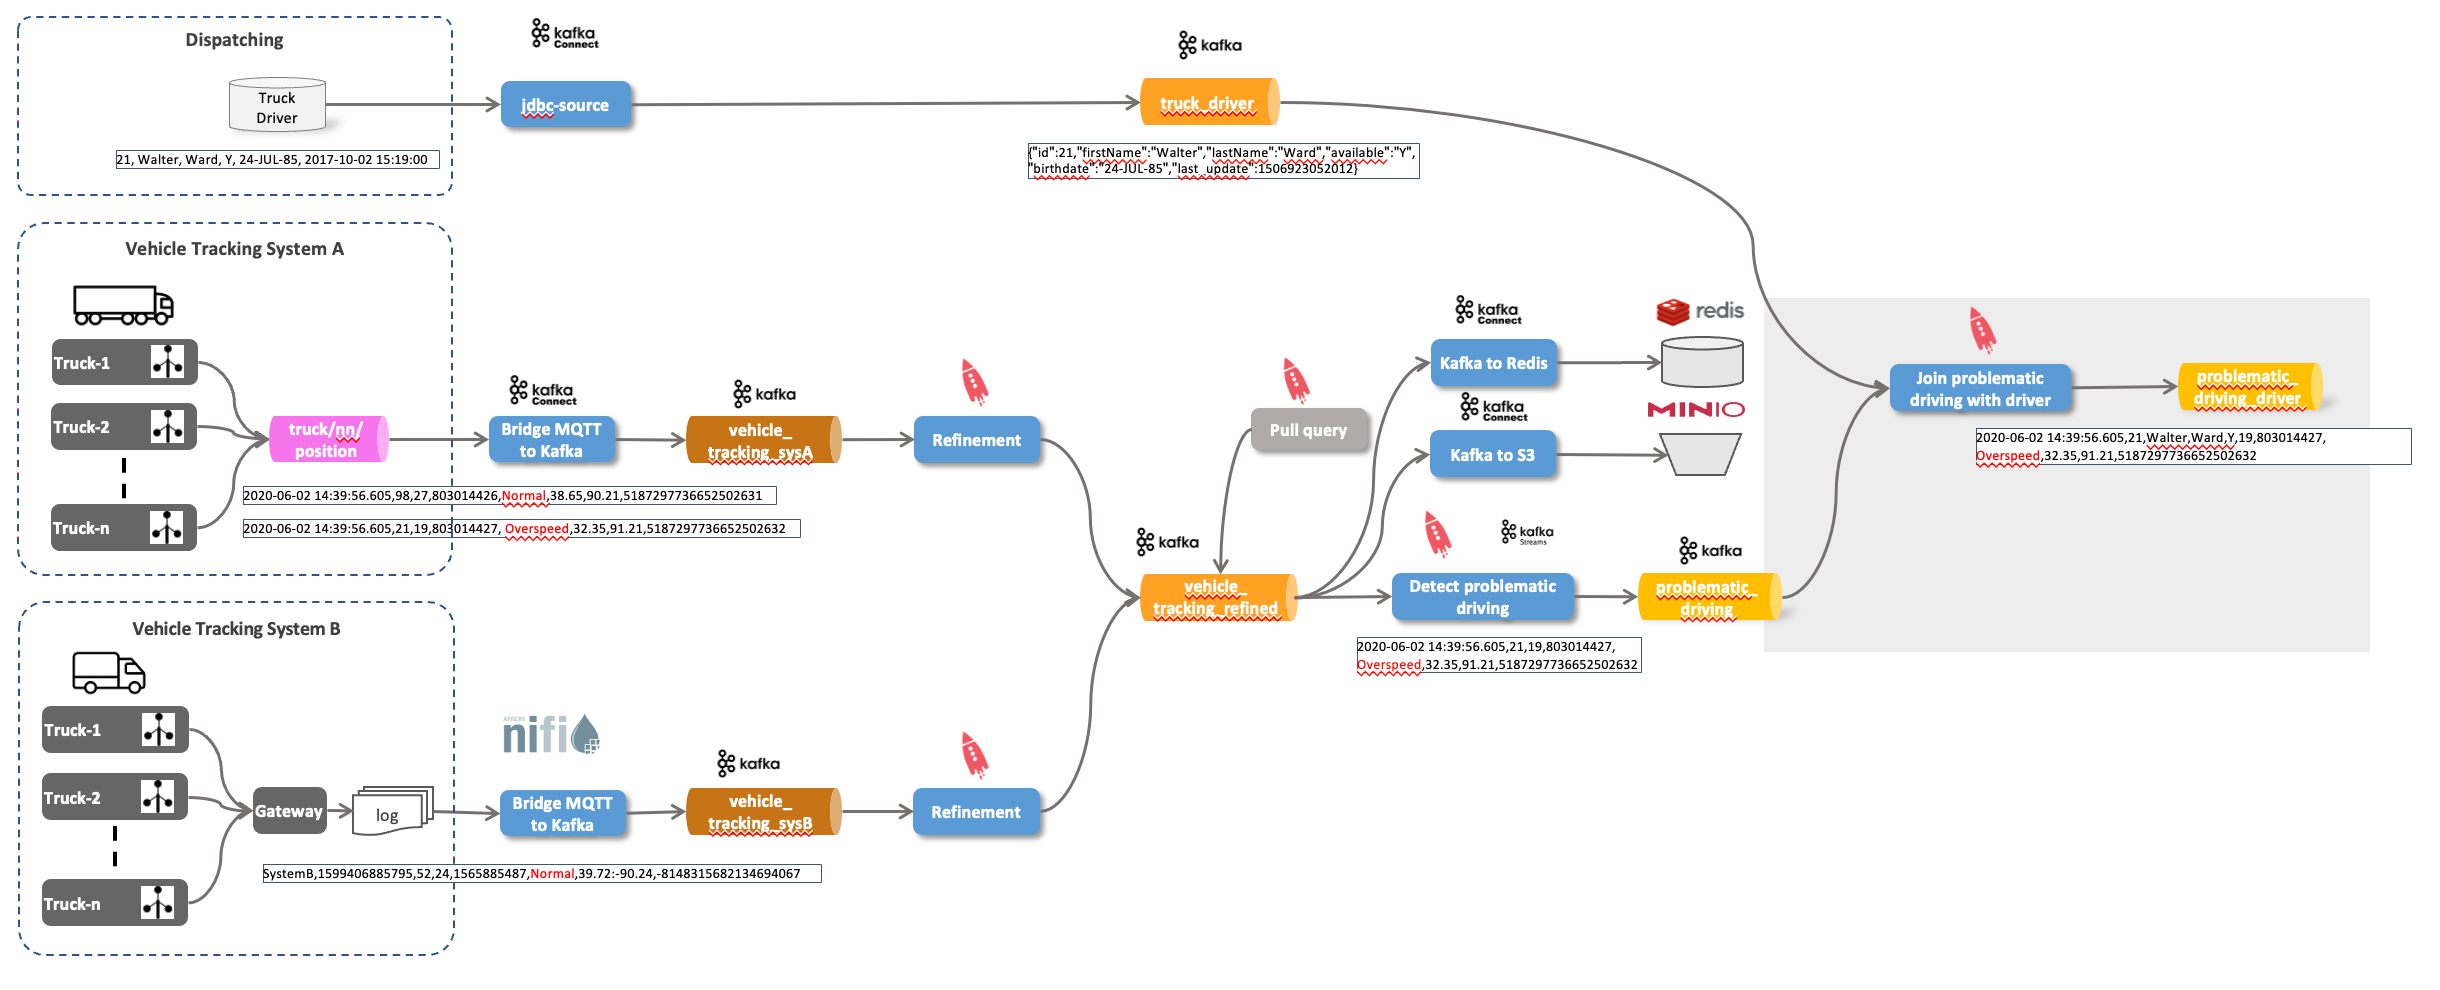 Dispatching
Truck
Driver
21, Walter, Ward, Y, 24-JUL-85, 2017-10-02 15:19:00
kafka
Connect
jdbc-source
kafka
truck_driver
{"id":21,"firstName":"Walter","lastName":"Ward","available":"Y",
"birthdate":"24-JUL-85","last_update":1506923052012}
Vehicle Tracking System A
Truck-1
Truck-2
Truck-n
truck/nn/
position
kafka
Connect
Bridge MQTT
to Kafka
kafka
vehicle_
tracking_sysA
Refinement
2020-06-02 14:39:56.605,98,27,803014426,Normal,38.65,90.21,5187297736652502631
2020-06-02 14:39:56.605,21,19,803014427, Overspeed,32.35,91.21,5187297736652502632
Pull query
kafka
vehicle_
tracking_refined
kafka
Connect
Kafka to Redis
redis
kafka
Connect
Kafka to S3
MINIO
kafka
Streams
Detect problematic
driving
2020-06-02 14:39:56.605,21,19,803014427,
Overspeed,32.35,91.21,5187297736652502632
kafka
problematic_
driving
Join problematic
driving with driver
problematic_
driving_driver
2020-06-02 14:39:56.605,21,Walter,Ward,Y,19,803014427,
Overspeed,32.35,91.21,5187297736652502632
Vehicle Tracking System B
Truck-1
Truck-2
Truck-n
Gateway
log
APACHE
nifi
Bridge MQTT
to Kafka
kafka
vehicle_
tracking_sysB
Refinement
SystemB,1599406885795,52,24,1565885487,Normal,39.72:-90.24,-8148315682134694067